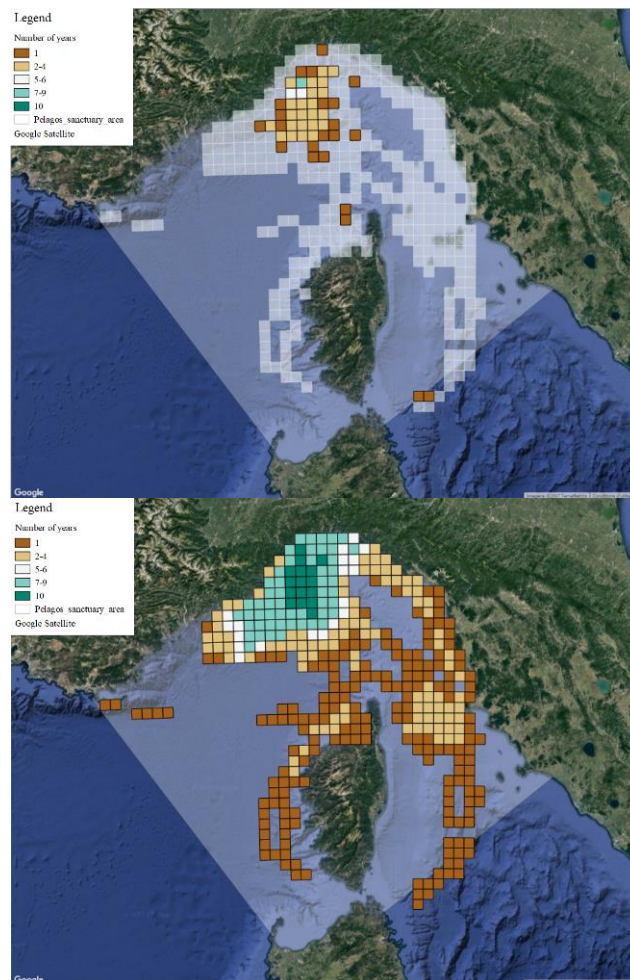 Legend
Number of years
1
2-4
5-6
7-9
10
Pelagos_sanctuary_area
Google Satellite
Google
Legend
Number of years
1
2-4
5-6
7-9
10
Pelagos_sanctuary_area
Google Satellite
Google